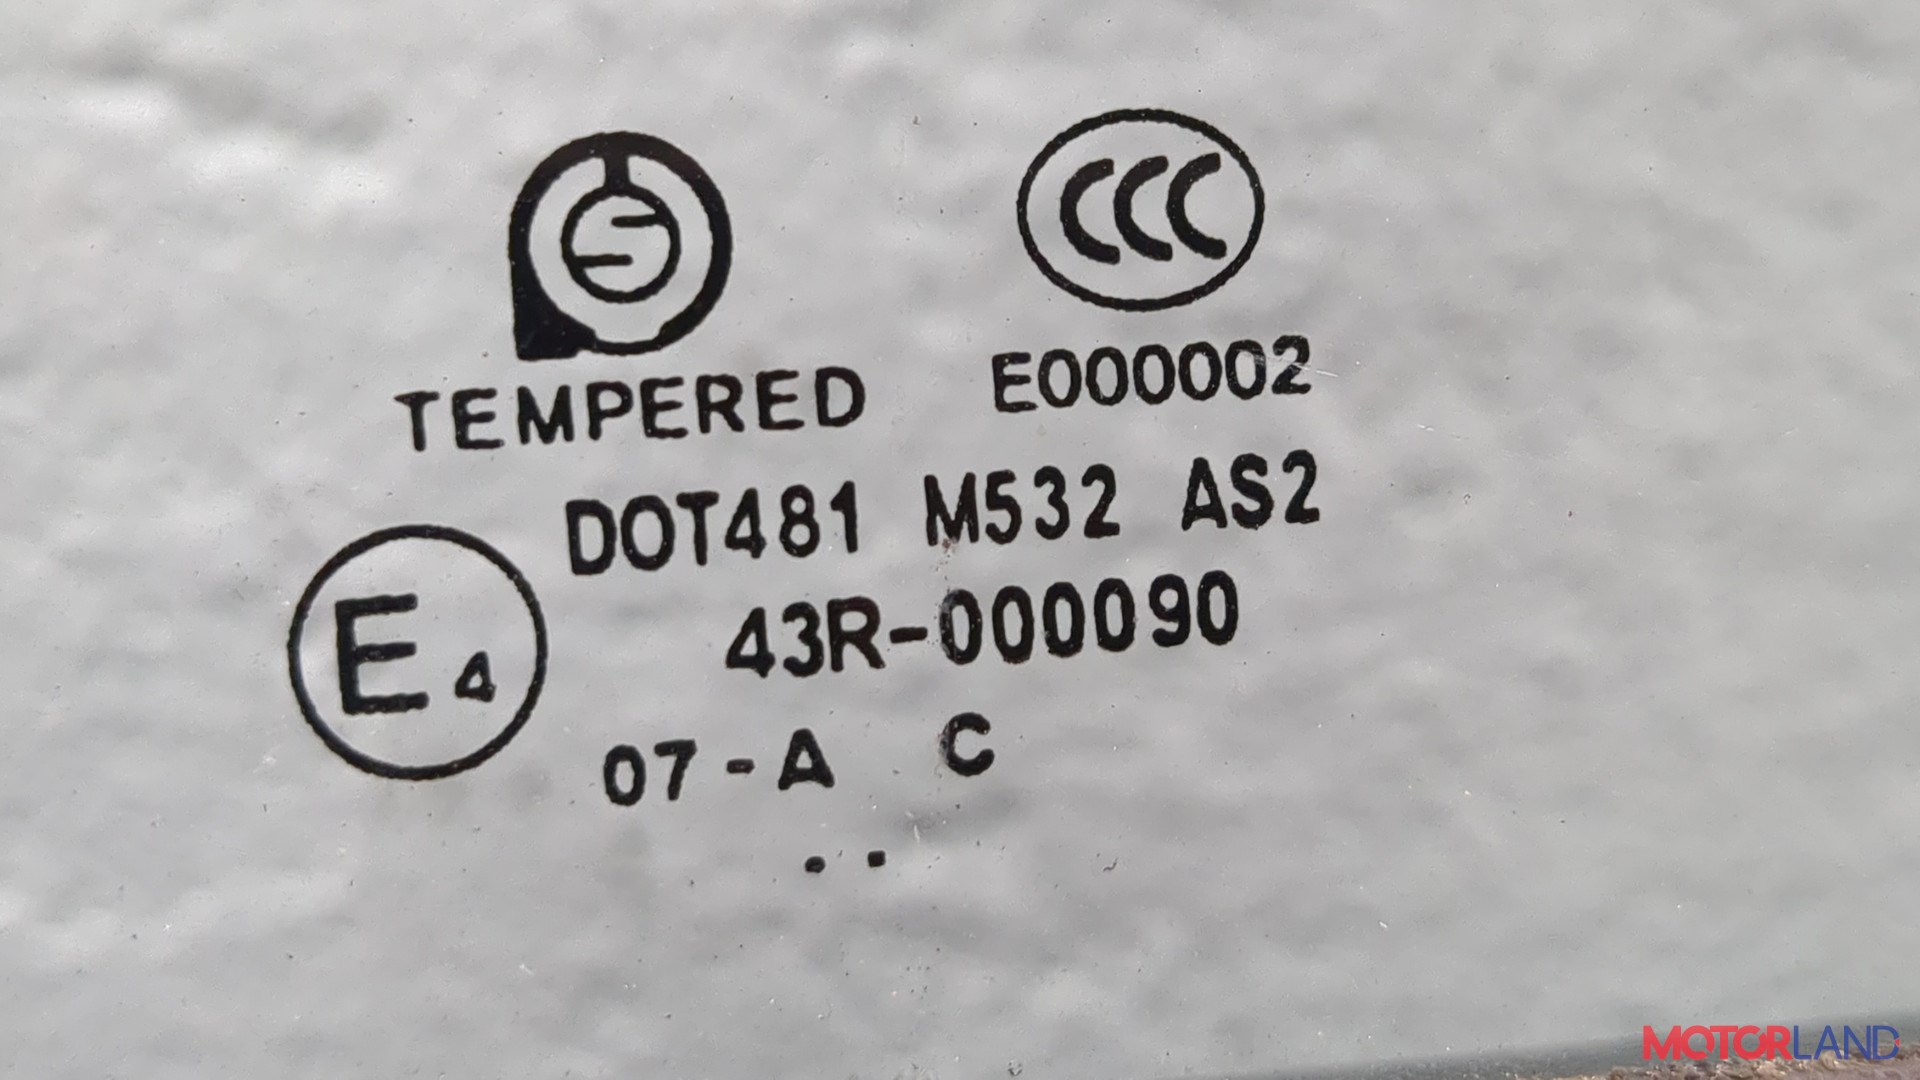 S
CCC
TEMPERED E000002
DOT481 M532 AS2
E4
43R-000090
07-A C
..
MOTORLAND